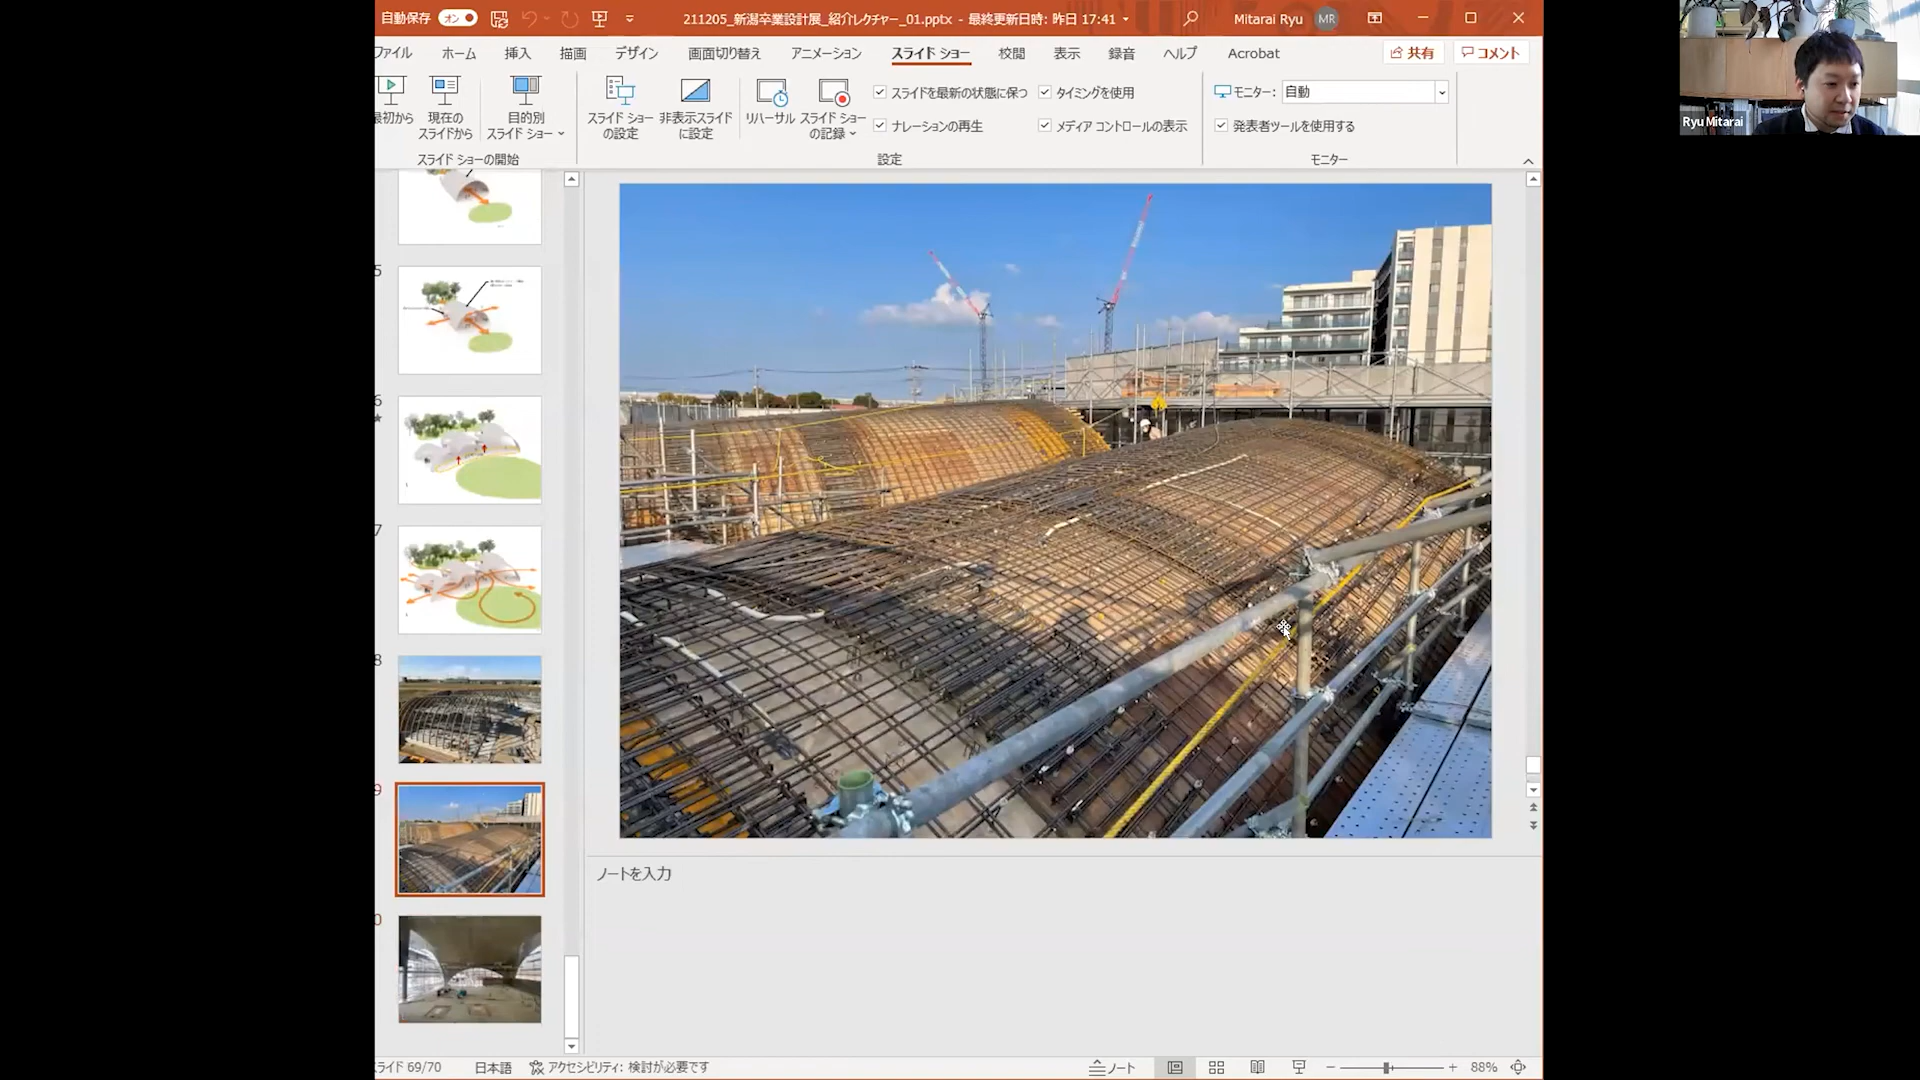 自動保存 オン 211205_新潟卒業設計展_紹介レクチャー_01.pptx - 最終更新日時: 昨日 17:41 Mitarai Ryu MR
ファイル ホーム 挿入 描画 デザイン 画面切り替え アニメーション スライド ショー 校閲 表示 録音 ヘルプ Acrobat 共有 コメント
最初から 現在の スライドから 目的別 スライド ショー
スライド ショーの開始
スライド ショー の設定 非表示スライド に設定 リハーサル スライド ショー の記録
スライドを最新の状態に保つ タイミングを使用
ナレーションの再生 メディア コントロールの表示
設定
モニター: 自動
発表者ツールを使用する
モニター
Ryu Mitarai
5
6
7
8
9
0
ノートを入力
スライド 69/70 日本語 アクセシビリティ: 検討が必要です ノート 88%